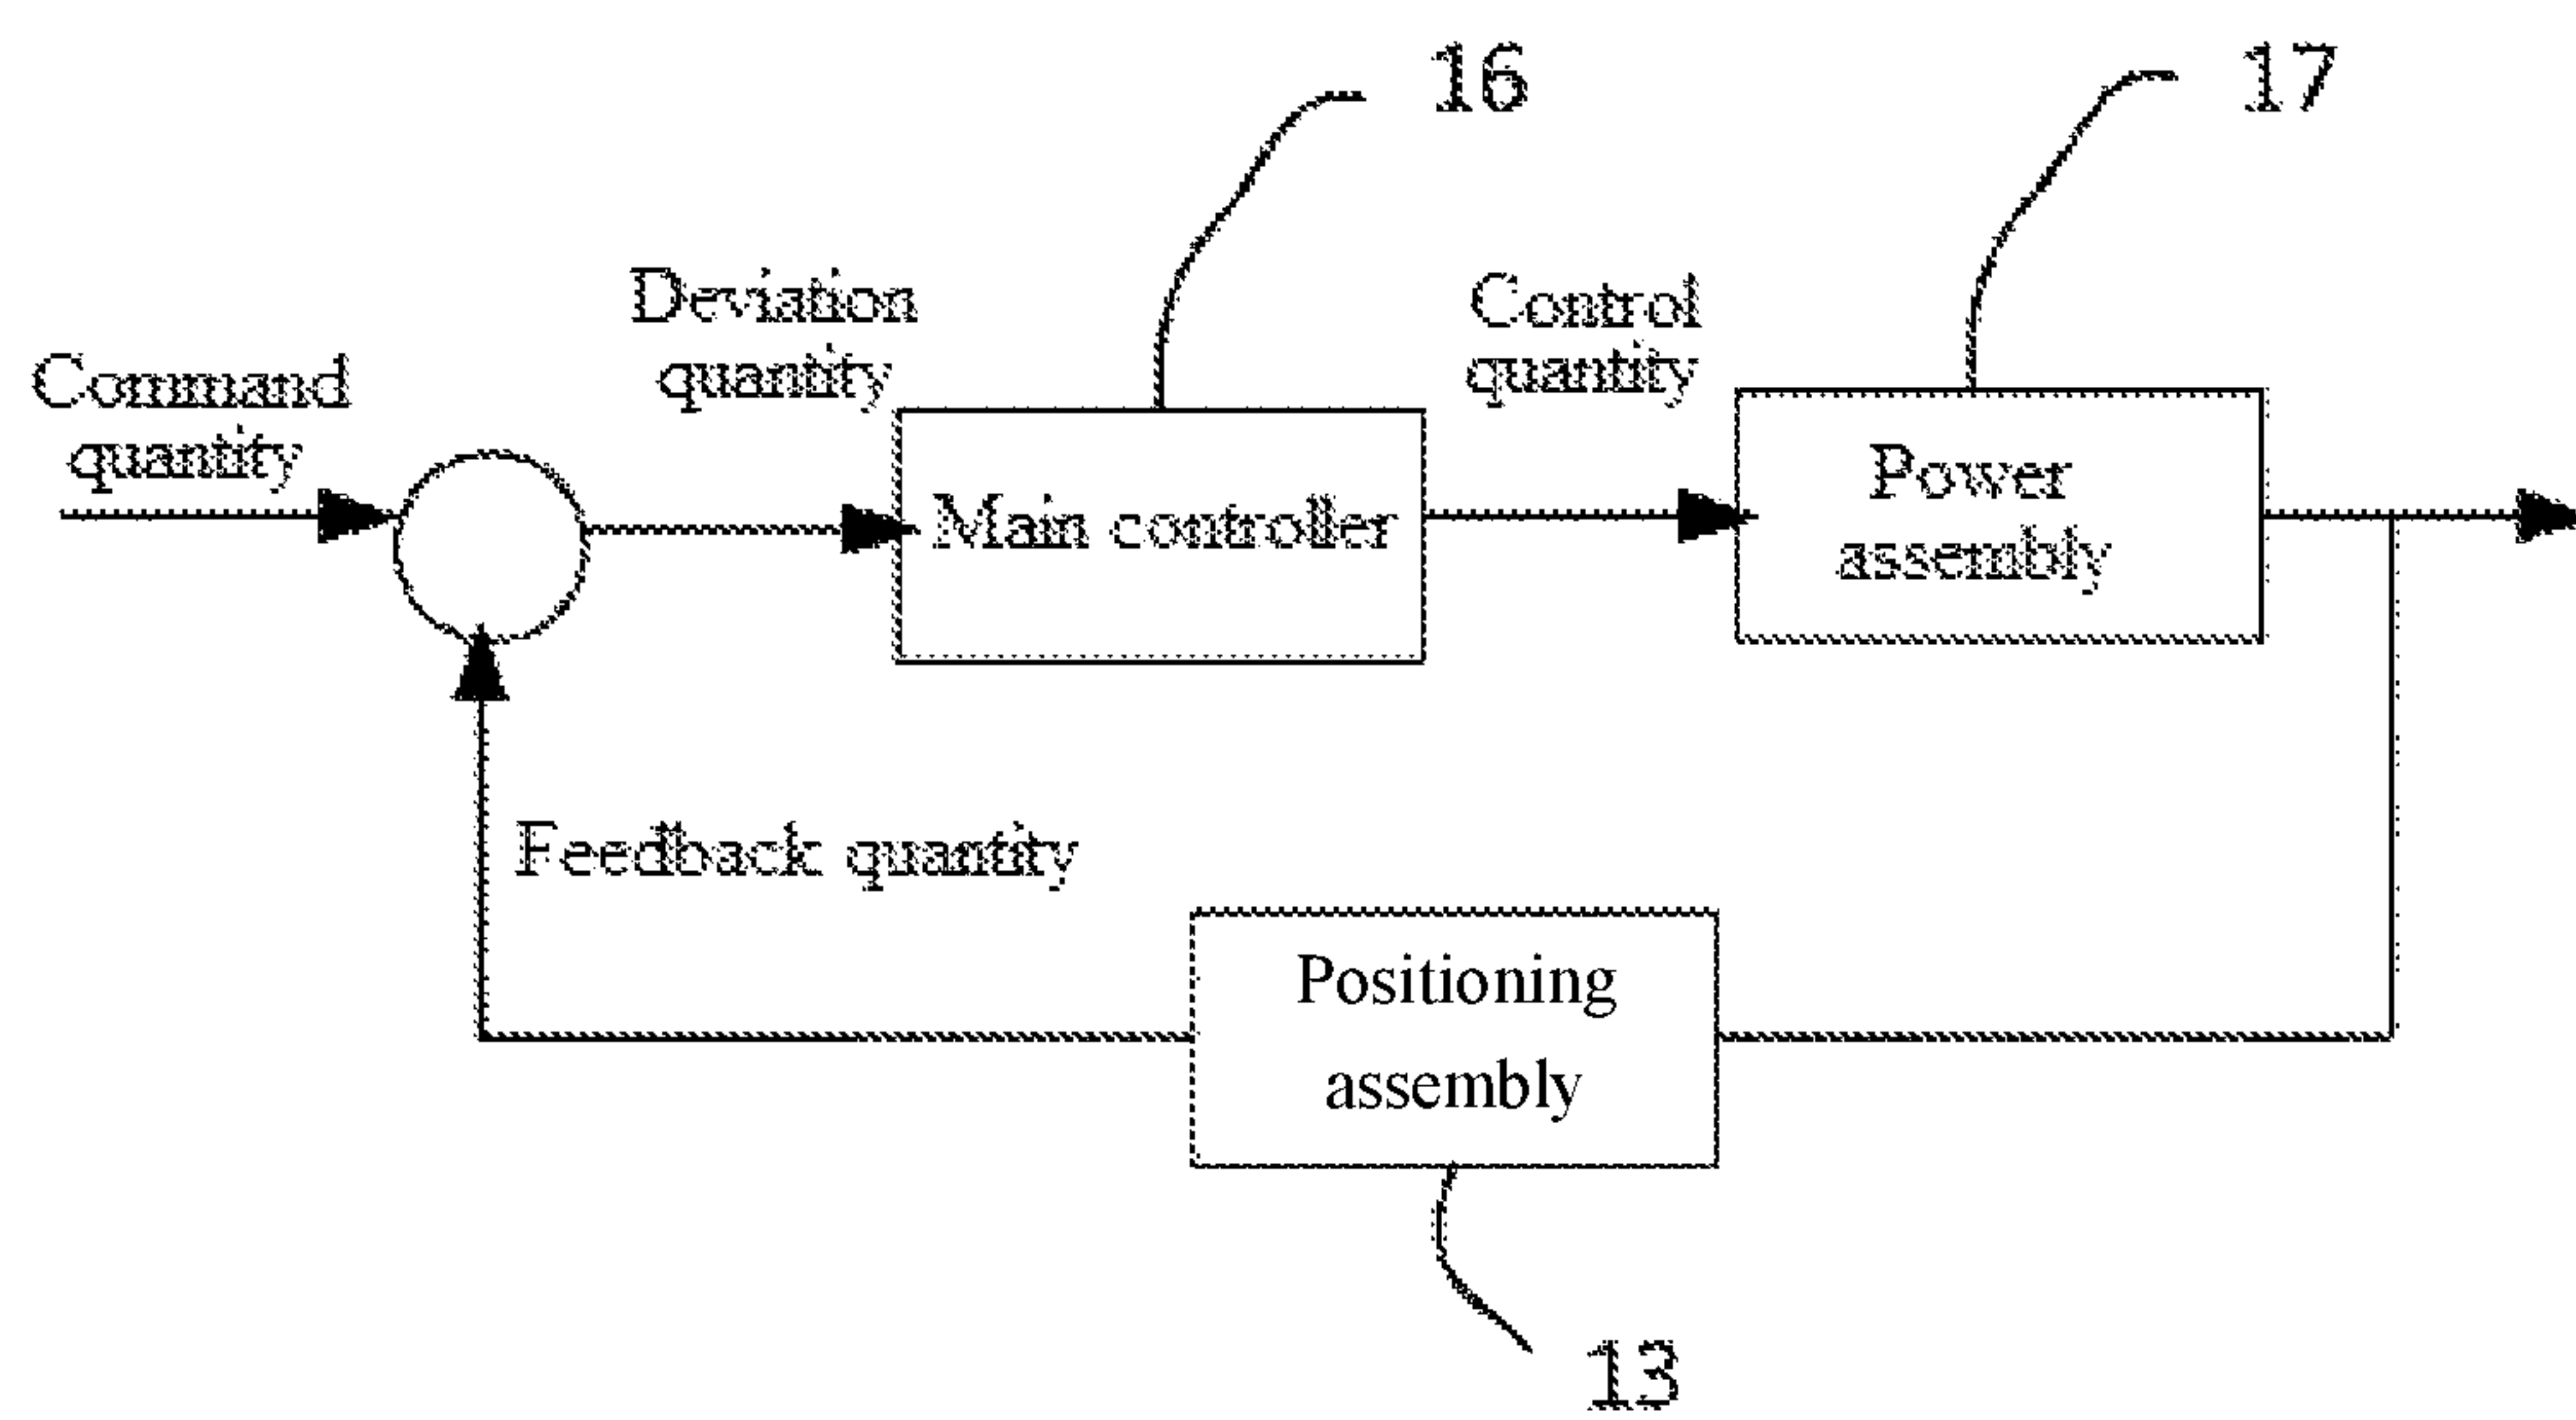 16
17
Deviation
quantity
Control
quantity
Command
quantity
Main controller
Power
assembly
Feedback quantity
Positioning
assembly
13